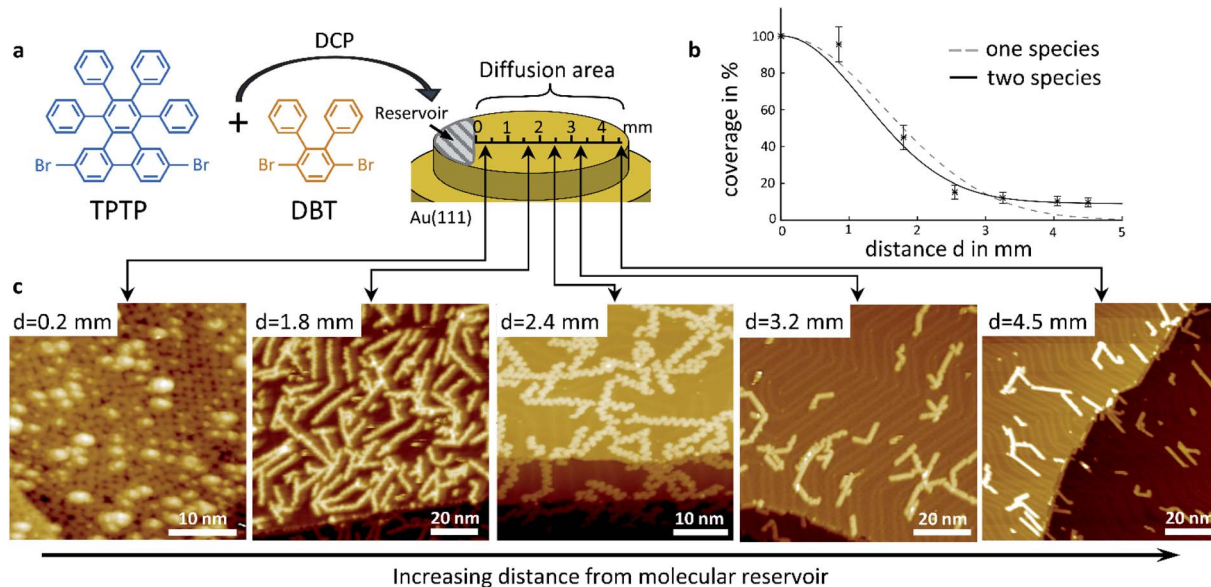 a
DCP
Br
Br
TPTP
+
Br
Br
DBT
Diffusion area
Reservoir
0 1 2 3 4 mm
Au(111)
b
100
80
60
40
20
0
coverage in %
0 1 2 3 4 5
distance d in mm
one species
two species
c
d=0.2 mm
10 nm
d=1.8 mm
20 nm
d=2.4 mm
10 nm
d=3.2 mm
20 nm
d=4.5 mm
20 nm
Increasing distance from molecular reservoir